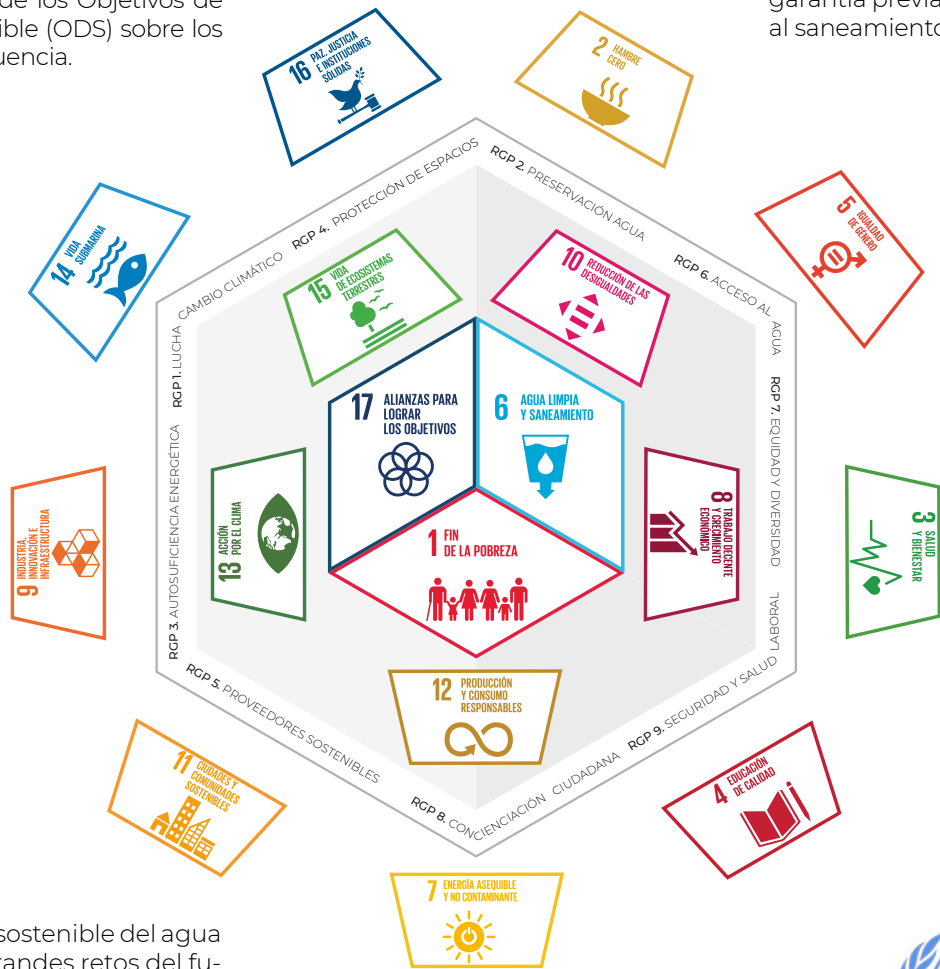 de los Objetivos de
ible (ODS) sobre los
uencia.
garantía previa
al saneamiento
16 PAZ, JUSTICIA
E INSTITUCIONES
SÓLIDAS
2 HAMBRE
CERO
14 VIDA
SUBMARINA
5 IGUALDAD
DE GÉNERO
RGP 1. LUCHA CAMBIO CLIMÁTICO
RGP 4. PROTECCIÓN DE ESPACIOS
RGP 2. PRESERVACIÓN AGUA
RGP 6. ACCESO AL AGUA
15 VIDA
DE ECOSISTEMAS
TERRESTRES
10 REDUCCIÓN DE LAS
DESIGUALDADES
17 ALIANZAS PARA
LOGRAR
LOS OBJETIVOS
6 AGUA LIMPIA
Y SANEAMIENTO
9 INDUSTRIA,
INNOVACIÓN E
INFRAESTRUCTURA
RGP 3. AUTOSUFICIENCIA ENERGÉTICA
13 ACCIÓN
POR EL CLIMA
1 FIN
DE LA POBREZA
8 TRABAJO DECENTE
Y CRECIMIENTO
ECONÓMICO
RGP 7. EQUIDAD Y DIVERSIDAD
3 SALUD
Y BIENESTAR
RGP 5. PROVEEDORES SOSTENIBLES
12 PRODUCCIÓN
Y CONSUMO
RESPONSABLES
RGP 9. SEGURIDAD Y SALUD LABORAL
RGP 8. CONCIENCIACIÓN CIUDADANA
11 CIUDADES Y
COMUNIDADES
SOSTENIBLES
4 EDUCACIÓN
DE CALIDAD
7 ENERGÍA ASEQUIBLE
Y NO CONTAMINANTE
sostenible del agua
randes retos del fu-